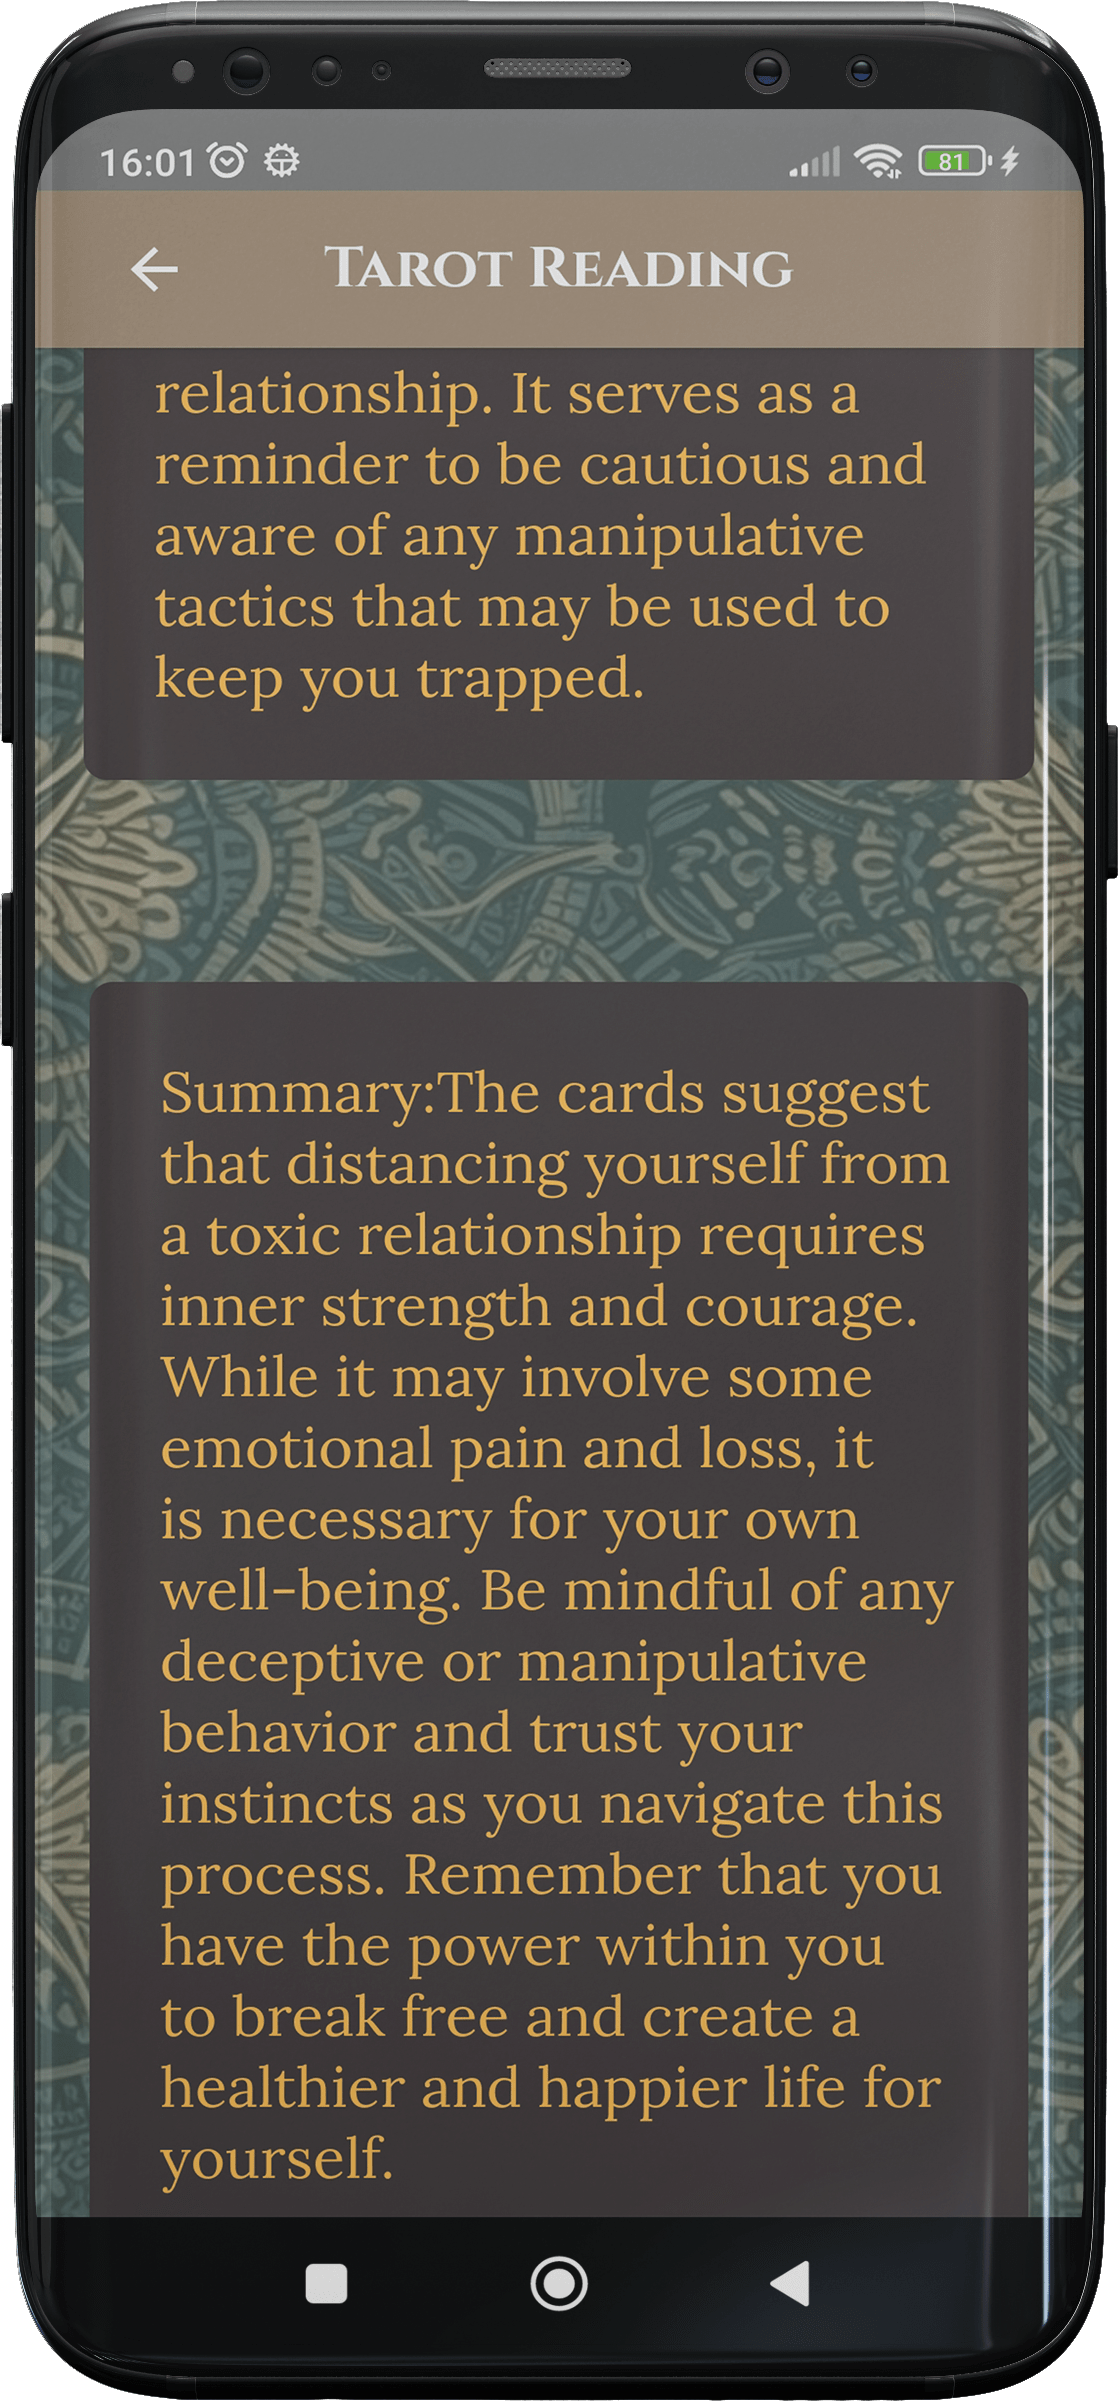 16:01
81
TAROT READING
relationship. It serves as a
reminder to be cautious and
aware of any manipulative
tactics that may be used to
keep you trapped.
Summary:The cards suggest
that distancing yourself from
a toxic relationship requires
inner strength and courage.
While it may involve some
emotional pain and loss, it
is necessary for your own
well-being. Be mindful of any
deceptive or manipulative
behavior and trust your
instincts as you navigate this
process. Remember that you
have the power within you
to break free and create a
healthier and happier life for
yourself.